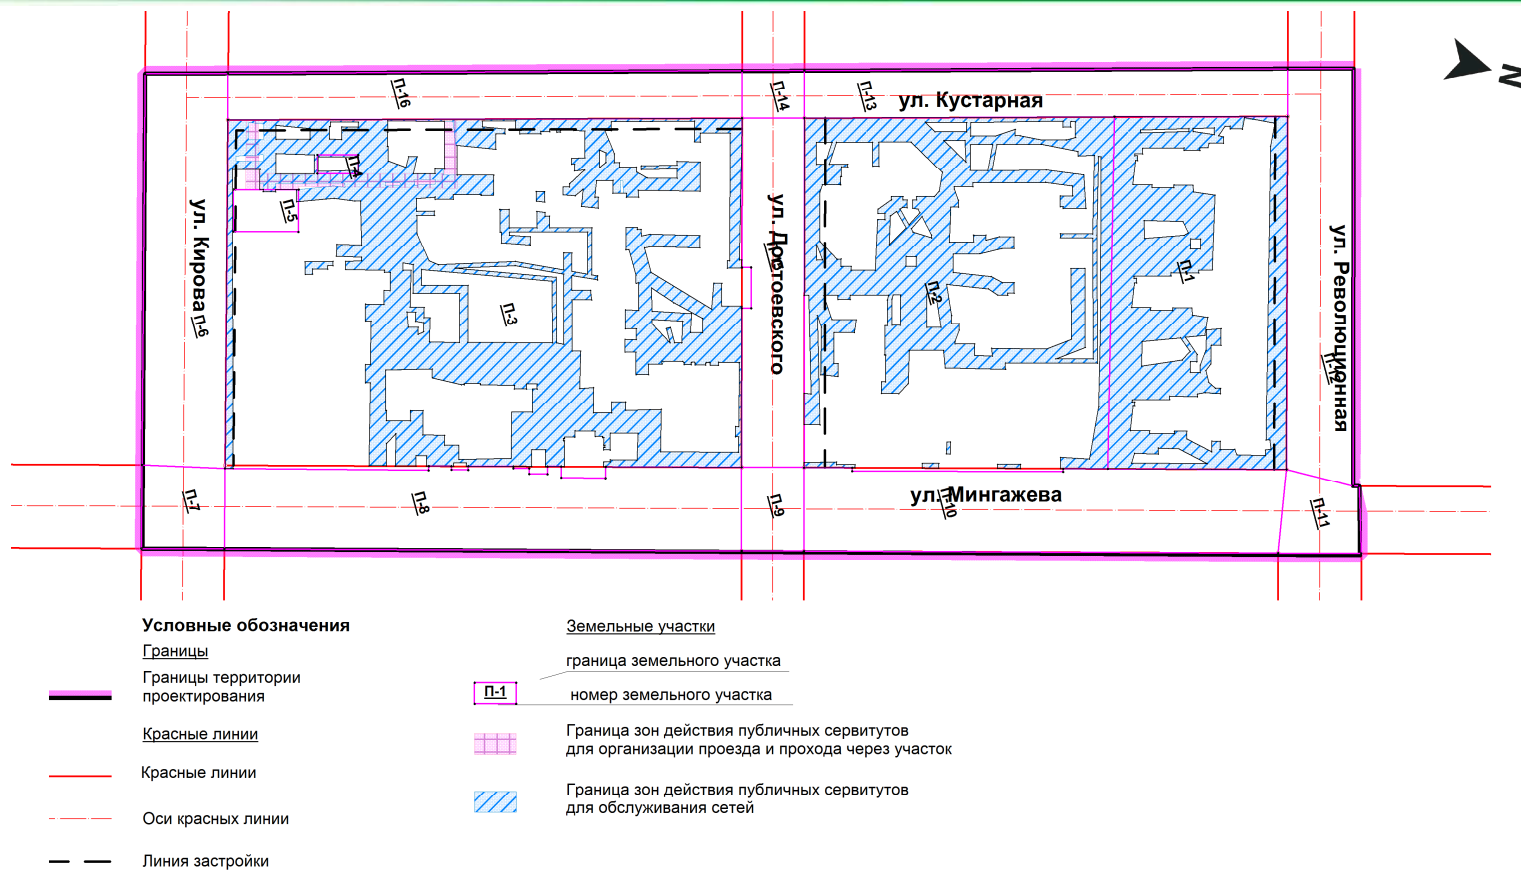 N
П-16
П-14
П-13
ул. Кустарная
П-4
П-5
ул. Кирова
П-6
П-3
ул. Достоевского
П-2
П-1
ул. Революционная
П-12
П-7
П-8
П-9
ул. Мингажева
П-10
П-11
Условные обозначения
Границы
Границы территории
проектирования
Красные линии
Красные линии
Оси красных линии
Линия застройки
Земельные участки
граница земельного участка
П-1
номер земельного участка
Граница зон действия публичных сервитутов
для организации проезда и прохода через участок
Граница зон действия публичных сервитутов
для обслуживания сетей